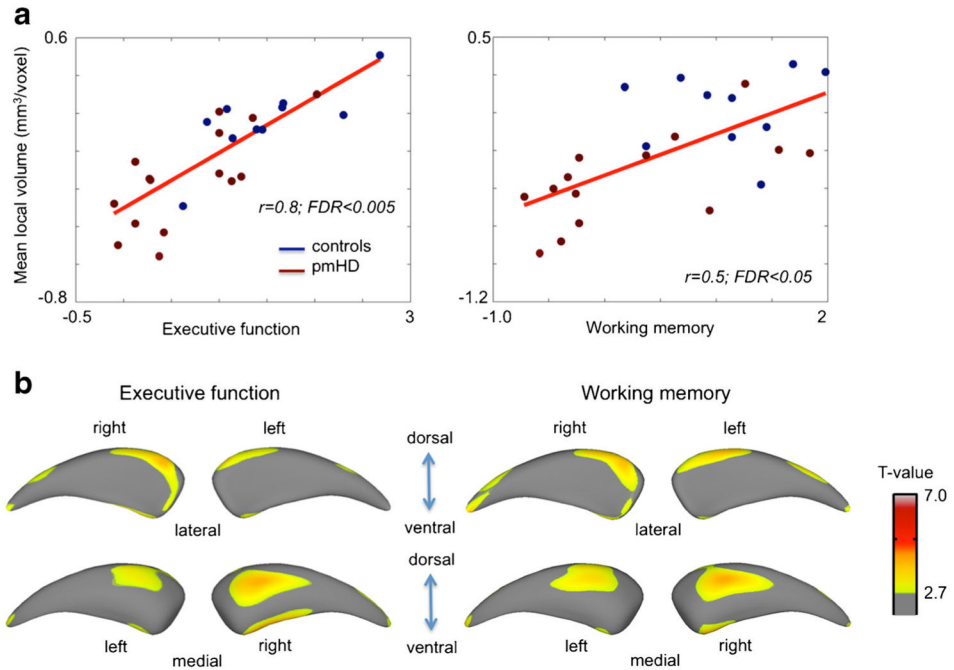 a
0.6
Mean local volume (mm³/voxel)
-0.8
-0.5
Executive function
3
r=0.8; FDR<0.005
controls
pmHD
0.5
-1.2
-1.0
Working memory
2
r=0.5; FDR<0.05
b
Executive function
Working memory
right
left
dorsal
ventral
lateral
right
left
lateral
T-value
7.0
2.7
dorsal
ventral
left
right
medial
left
right
medial